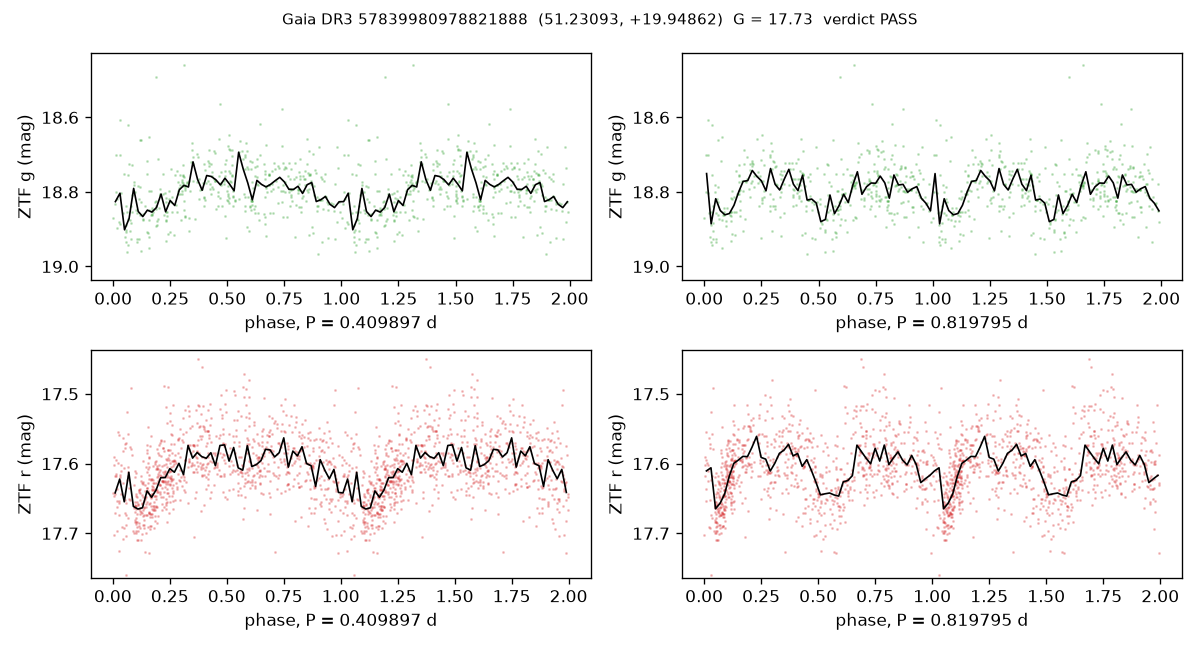 Gaia DR3 57839980978821888 (51.23093, +19.94862) G = 17.73 verdict PASS
ZTF g (mag)
18.6
18.8
19.0
0.00 0.25 0.50 0.75 1.00 1.25 1.50 1.75 2.00
phase, P = 0.409897 d
ZTF g (mag)
18.6
18.8
19.0
0.00 0.25 0.50 0.75 1.00 1.25 1.50 1.75 2.00
phase, P = 0.819795 d
ZTF r (mag)
17.5
17.6
17.7
0.00 0.25 0.50 0.75 1.00 1.25 1.50 1.75 2.00
phase, P = 0.409897 d
ZTF r (mag)
17.5
17.6
17.7
0.00 0.25 0.50 0.75 1.00 1.25 1.50 1.75 2.00
phase, P = 0.819795 d